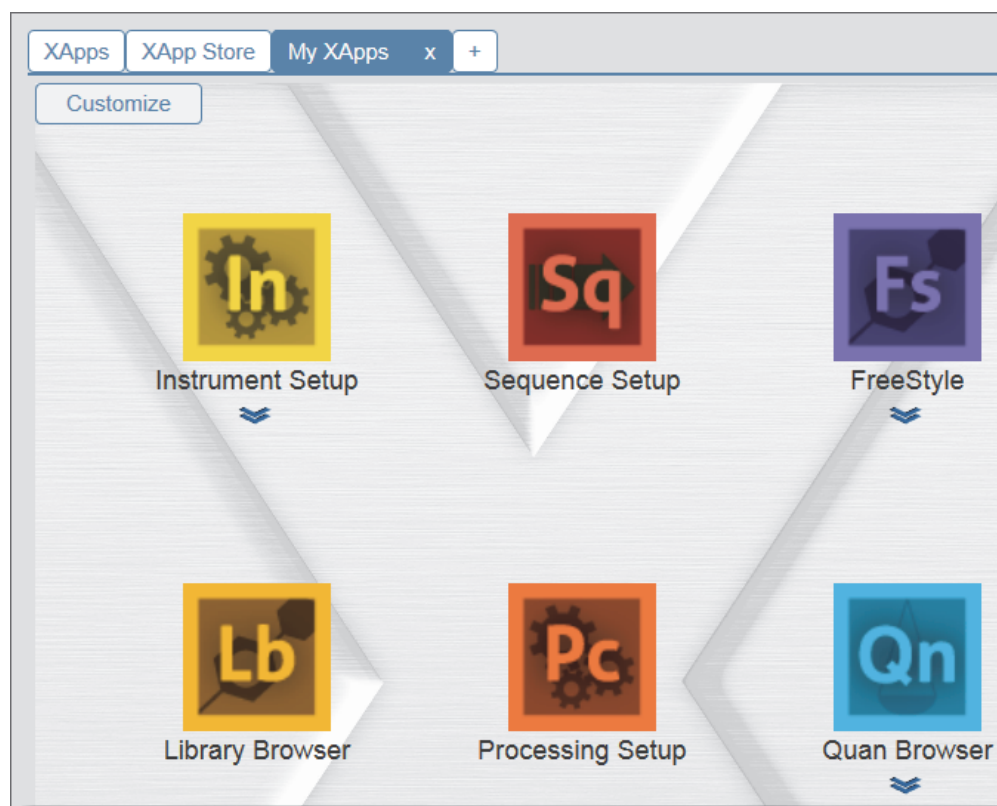 XApps XApp Store My XApps x +
Customize
In Sq Fs
Instrument Setup Sequence Setup FreeStyle
Lb Pc Qn
Library Browser Processing Setup Quan Browser